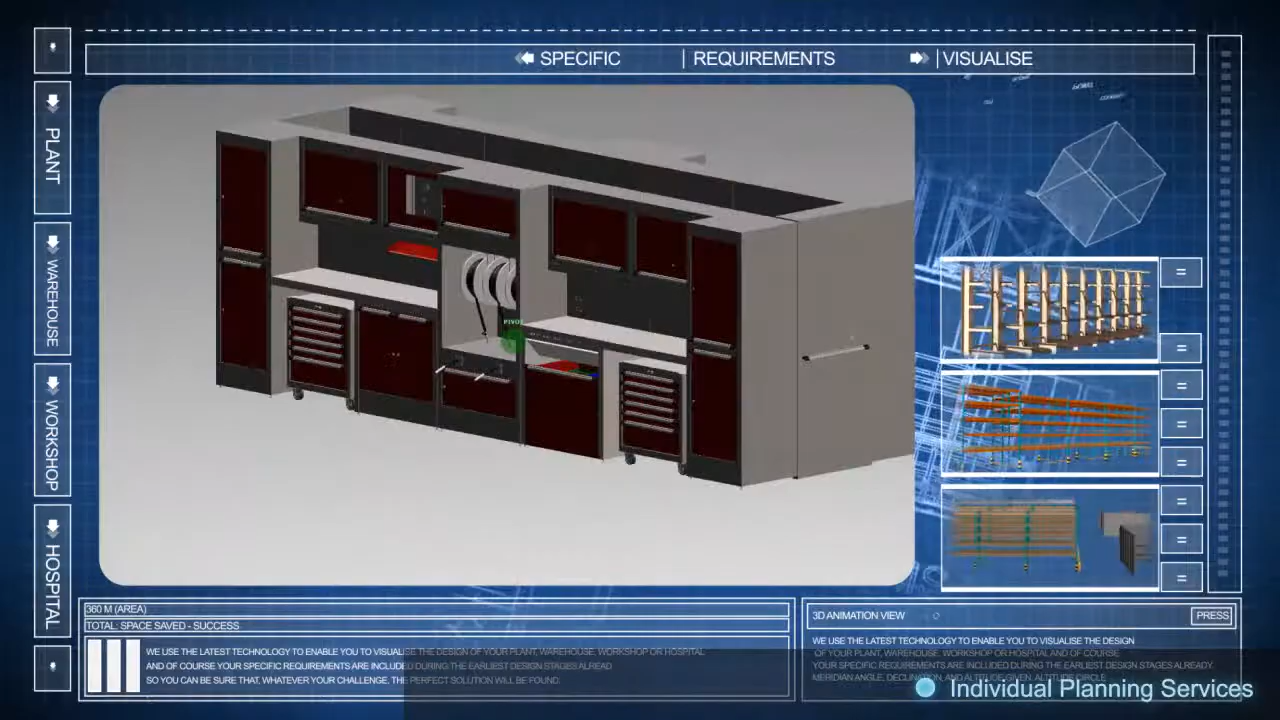 SPECIFIC | REQUIREMENTS | VISUALISE
PLANT
WAREHOUSE
WORKSHOP
HOSPITAL
PIVOT
=
=
=
=
=
=
=
=
360 M (AREA)
TOTAL: SPACE SAVED - SUCCESS
WE USE THE LATEST TECHNOLOGY TO ENABLE YOU TO VISUALISE THE DESIGN OF YOUR PLANT, WAREHOUSE. WORKSHOP OR HOSPITAL
AND OF COURSE YOUR SPECIFIC REQUIREMENTS ARE INCLUDED DURING THE EARLIEST DESIGN STAGES ALREAD
SO YOU CAN BE SURE THAT, WHATEVER YOUR CHALLENGE, THE PERFECT SOLUTION WILL BE FOUND.
3D ANIMATION VIEW
PRESS
WE USE THE LATEST TECHNOLOGY TO ENABLE YOU TO VISUALISE THE DESIGN
OF YOUR PLANT, WAREHOUSE. WORKSHOP OR HOSPITAL AND OF COURSE
YOUR SPECIFIC REQUIREMENTS ARE INCLUDED DURING THE EARLIEST DESIGN STAGES ALREADY.
MERIDIAN ANGLE, DECLINATION, AND ALTITUDE GIVEN, ALTITUDE CIRCLE
Individual Planning Services